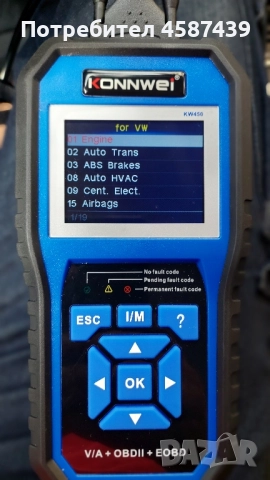 Потребител 4587439
KONNWEI
KW450
for VW
01 Engine
02 Auto Trans
03 ABS Brakes
08 Auto HVAC
09 Cent. Elect.
15 Airbags
1/19
No fault code
Pending fault code
Permanent fault code
ESC
I/M
?
OK
V/A + OBDII + EOBD
BAZAR